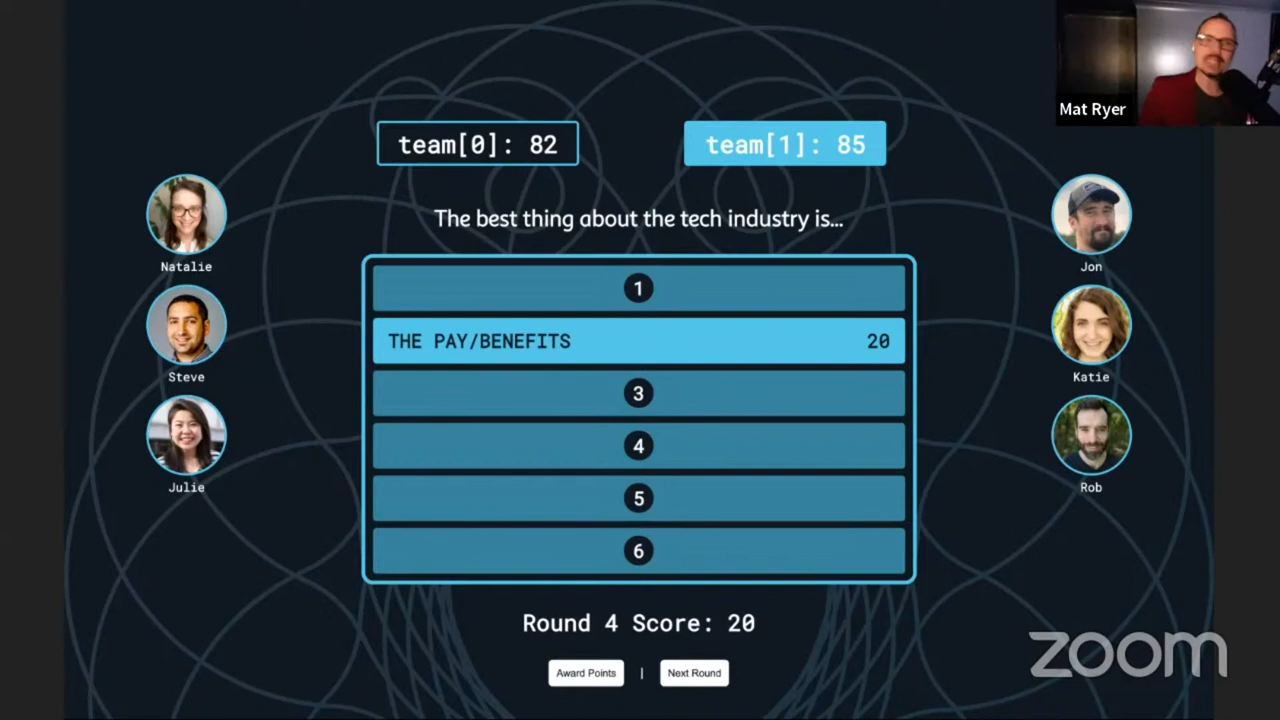 Mat Ryer
team[0]: 82
team[1]: 85
The best thing about the tech industry is...
Natalie
Steve
Julie
Jon
Katie
Rob
1
THE PAY/BENEFITS 20
3
4
5
6
Round 4 Score: 20
Award Points | Next Round
zoom